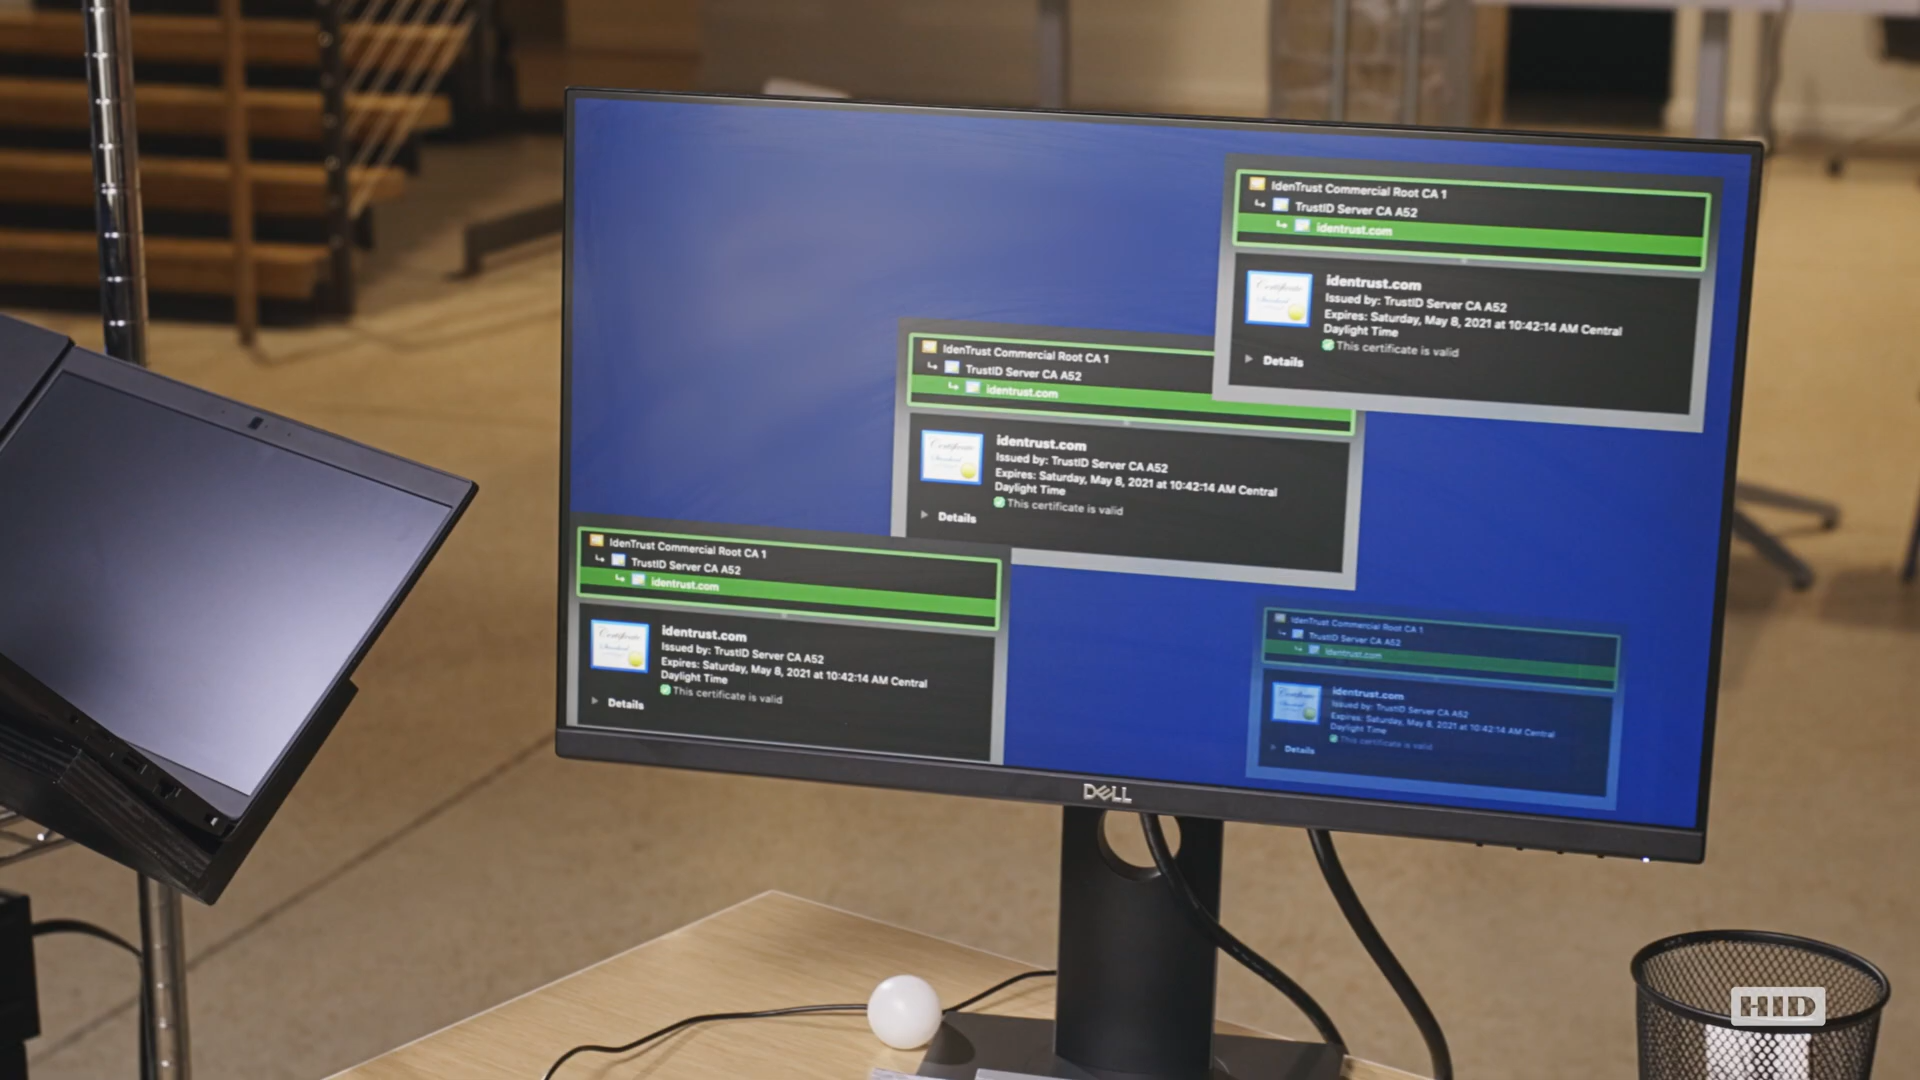 IdenTrust Commercial Root CA 1
TrustID Server CA A52
identrust.com
Certificate
Standard
identrust.com
Issued by: TrustID Server CA A52
Expires: Saturday, May 8, 2021 at 10:42:14 AM Central
Daylight Time
This certificate is valid
Details
IdenTrust Commercial Root CA 1
TrustID Server CA A52
identrust.com
Certificate
Standard
identrust.com
Issued by: TrustID Server CA A52
Expires: Saturday, May 8, 2021 at 10:42:14 AM Central
Daylight Time
This certificate is valid
Details
IdenTrust Commercial Root CA 1
TrustID Server CA A52
identrust.com
Certificate
Standard
identrust.com
Issued by: TrustID Server CA A52
Expires: Saturday, May 8, 2021 at 10:42:14 AM Central
Daylight Time
This certificate is valid
Details
IdenTrust Commercial Root CA 1
TrustID Server CA A52
identrust.com
identrust.com
Issued by: TrustID Server CA A52
Expires: Saturday, May 8, 2021 at 10:42:14 AM Central
Daylight Time
This certificate is valid
Details
DELL
HID